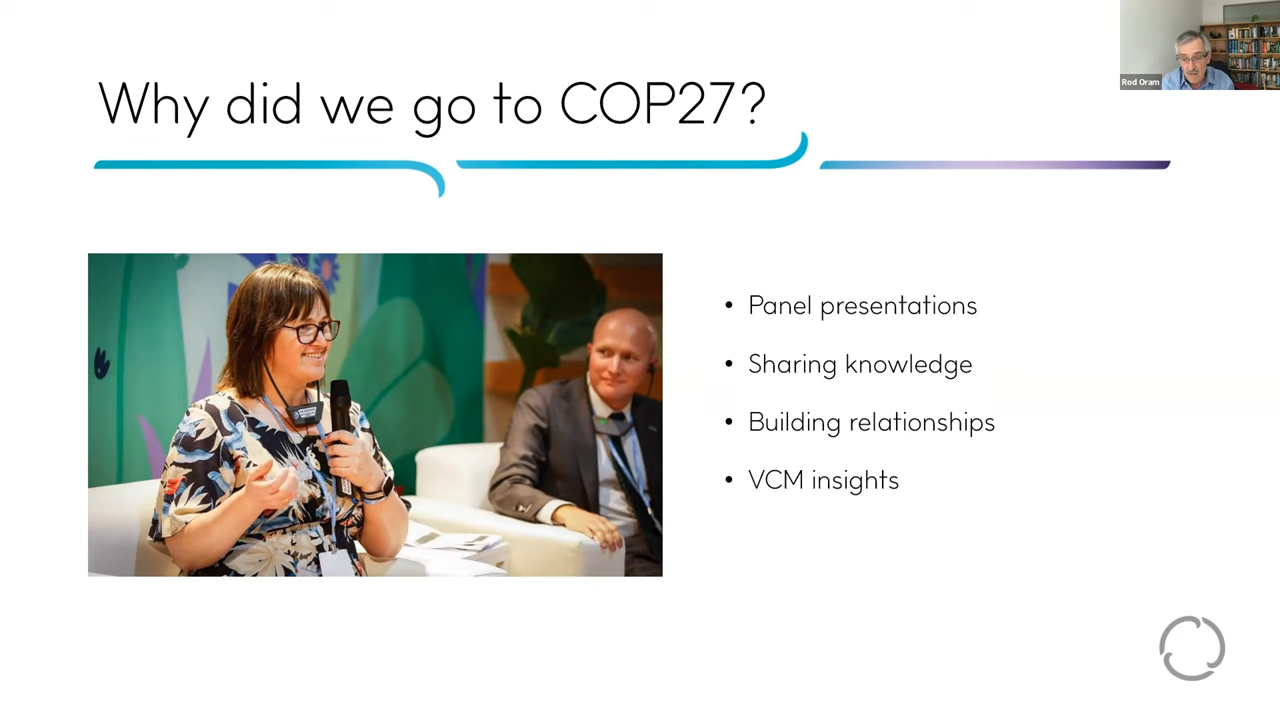 Rod Oram
Why did we go to COP27?
• Panel presentations
• Sharing knowledge
• Building relationships
• VCM insights